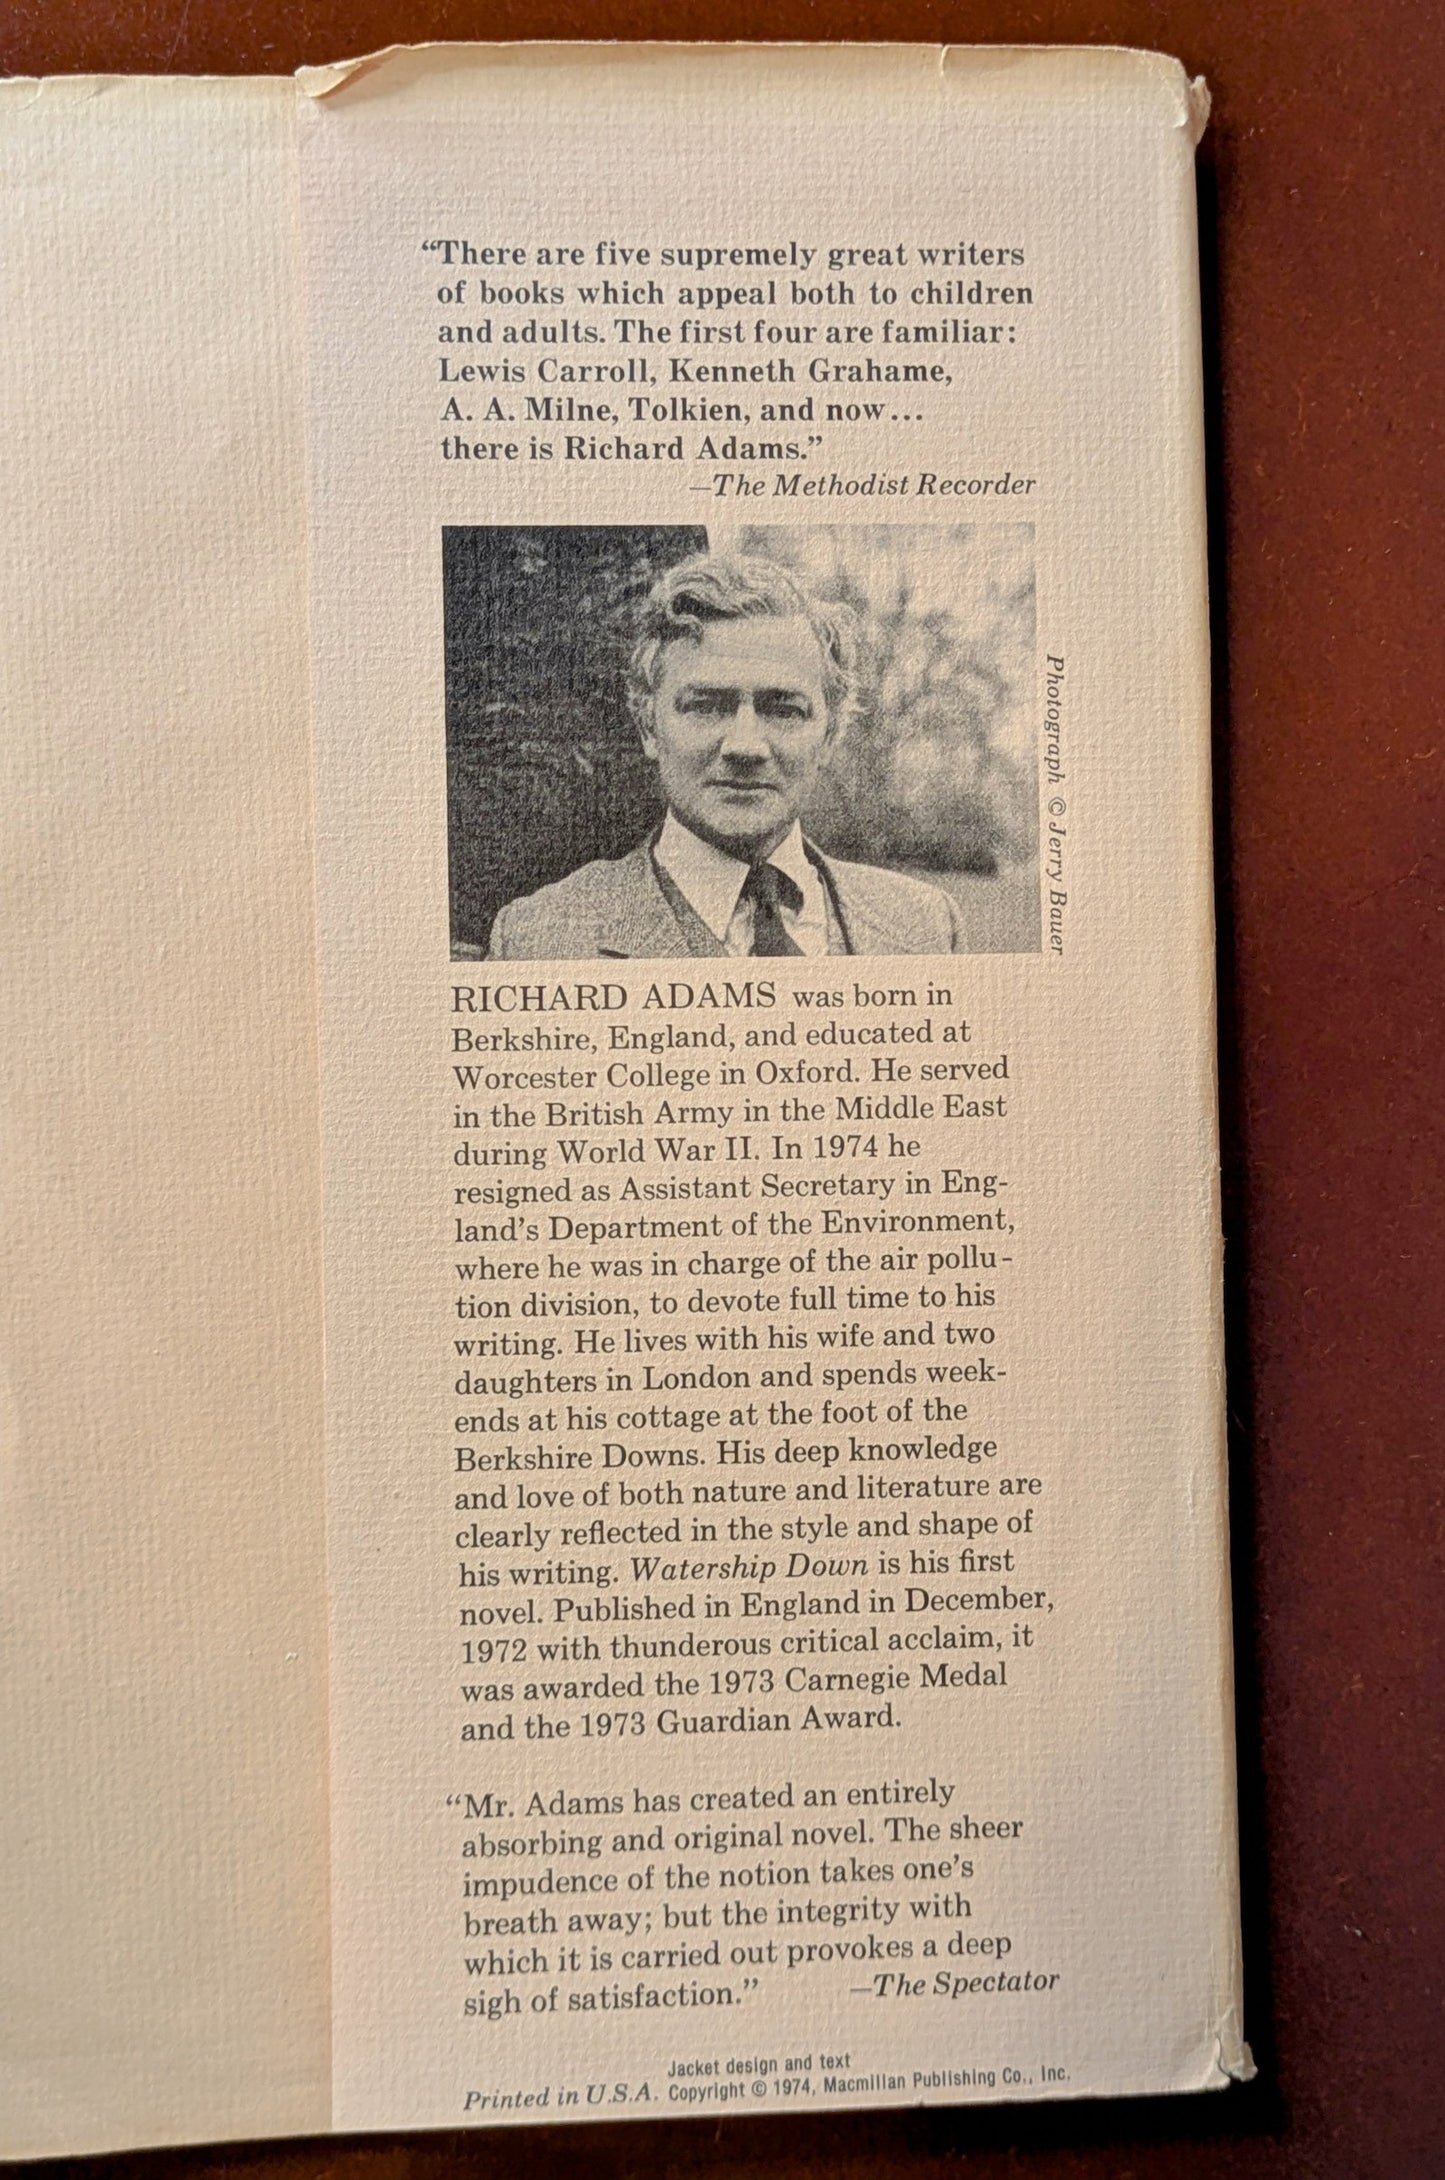 “There are five supremely great writers
of books which appeal both to children
and adults. The first four are familiar:
Lewis Carroll, Kenneth Grahame,
A. A. Milne, Tolkien, and now...
there is Richard Adams.”
—The Methodist Recorder
Photograph © Jerry Bauer
RICHARD ADAMS was born in
Berkshire, England, and educated at
Worcester College in Oxford. He served
in the British Army in the Middle East
during World War II. In 1974 he
resigned as Assistant Secretary in Eng-
land’s Department of the Environment,
where he was in charge of the air pollu-
tion division, to devote full time to his
writing. He lives with his wife and two
daughters in London and spends week-
ends at his cottage at the foot of the
Berkshire Downs. His deep knowledge
and love of both nature and literature are
clearly reflected in the style and shape of
his writing. Watership Down is his first
novel. Published in England in December,
1972 with thunderous critical acclaim, it
was awarded the 1973 Carnegie Medal
and the 1973 Guardian Award.
“Mr. Adams has created an entirely
absorbing and original novel. The sheer
impudence of the notion takes one’s
breath away; but the integrity with
which it is carried out provokes a deep
sigh of satisfaction.” —The Spectator
Jacket design and text
Printed in U.S.A. Copyright © 1974, Macmillan Publishing Co., Inc.